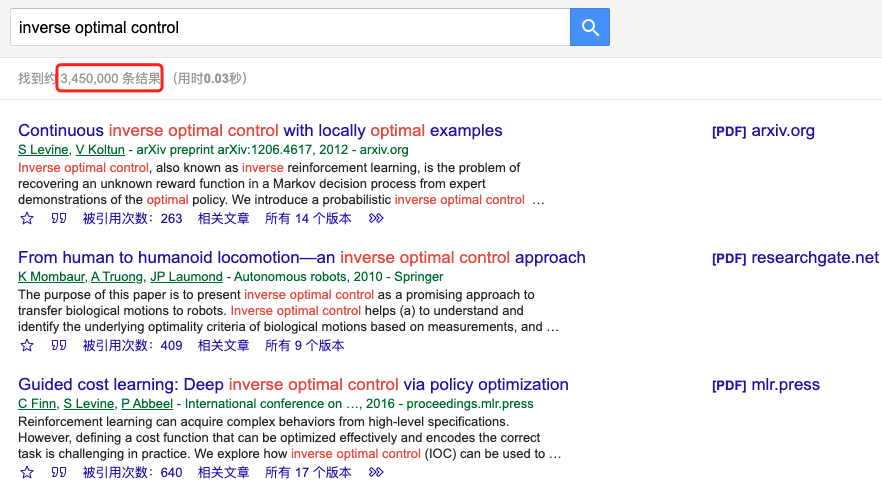 inverse optimal control
找到约 3,450,000 条结果 （用时0.03秒）
Continuous inverse optimal control with locally optimal examples
[PDF] arxiv.org
S Levine, V Koltun - arXiv preprint arXiv:1206.4617, 2012 - arxiv.org
Inverse optimal control, also known as inverse reinforcement learning, is the problem of
recovering an unknown reward function in a Markov decision process from expert
demonstrations of the optimal policy. We introduce a probabilistic inverse optimal control …
被引用次数：263 相关文章 所有 14 个版本
From human to humanoid locomotion—an inverse optimal control approach
[PDF] researchgate.net
K Mombaur, A Truong, JP Laumond - Autonomous robots, 2010 - Springer
The purpose of this paper is to present inverse optimal control as a promising approach to
transfer biological motions to robots. Inverse optimal control helps (a) to understand and
identify the underlying optimality criteria of biological motions based on measurements, and …
被引用次数：409 相关文章 所有 9 个版本
Guided cost learning: Deep inverse optimal control via policy optimization
[PDF] mlr.press
C Finn, S Levine, P Abbeel - International conference on …, 2016 - proceedings.mlr.press
Reinforcement learning can acquire complex behaviors from high-level specifications.
However, defining a cost function that can be optimized effectively and encodes the correct
task is challenging in practice. We explore how inverse optimal control (IOC) can be used to …
被引用次数：640 相关文章 所有 17 个版本